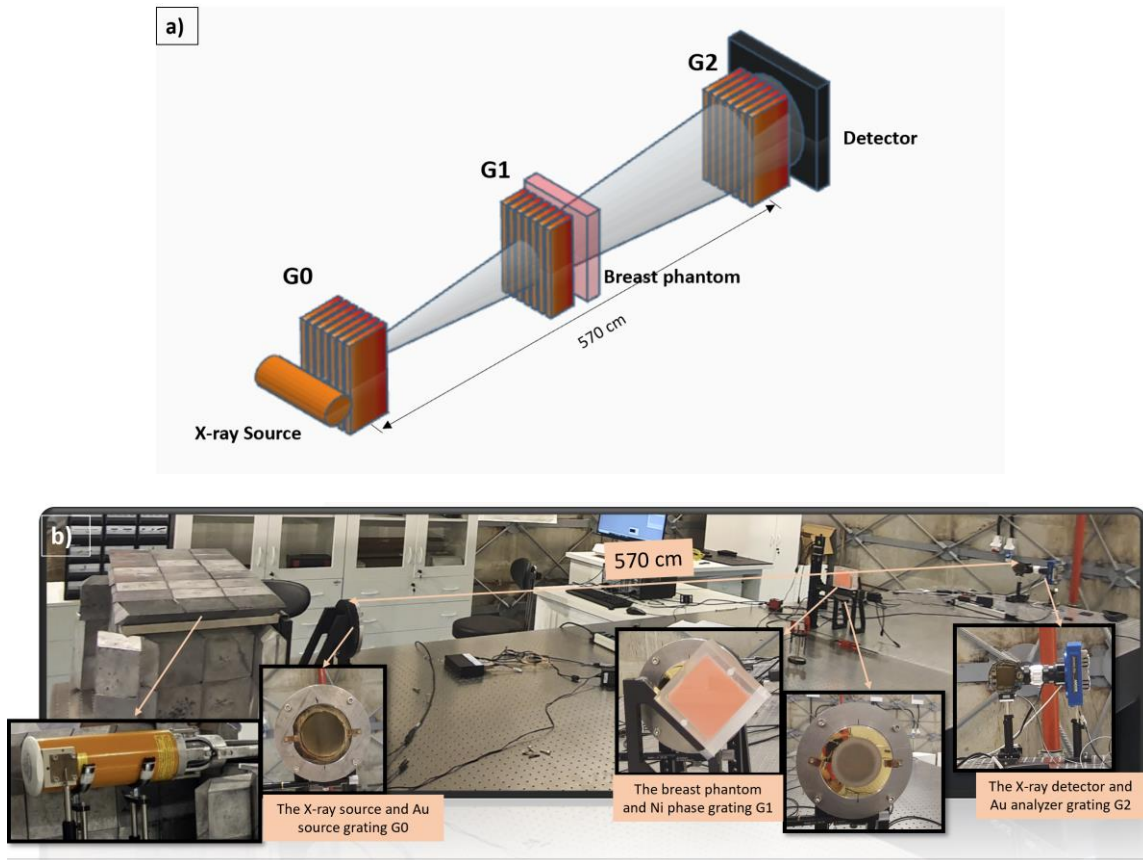 a)
G2
Detector
G1
Breast phantom
G0
570 cm
X-ray Source
b)
570 cm
The X-ray source and Au
source grating G0
The breast phantom
and Ni phase grating G1
The X-ray detector and
Au analyzer grating G2